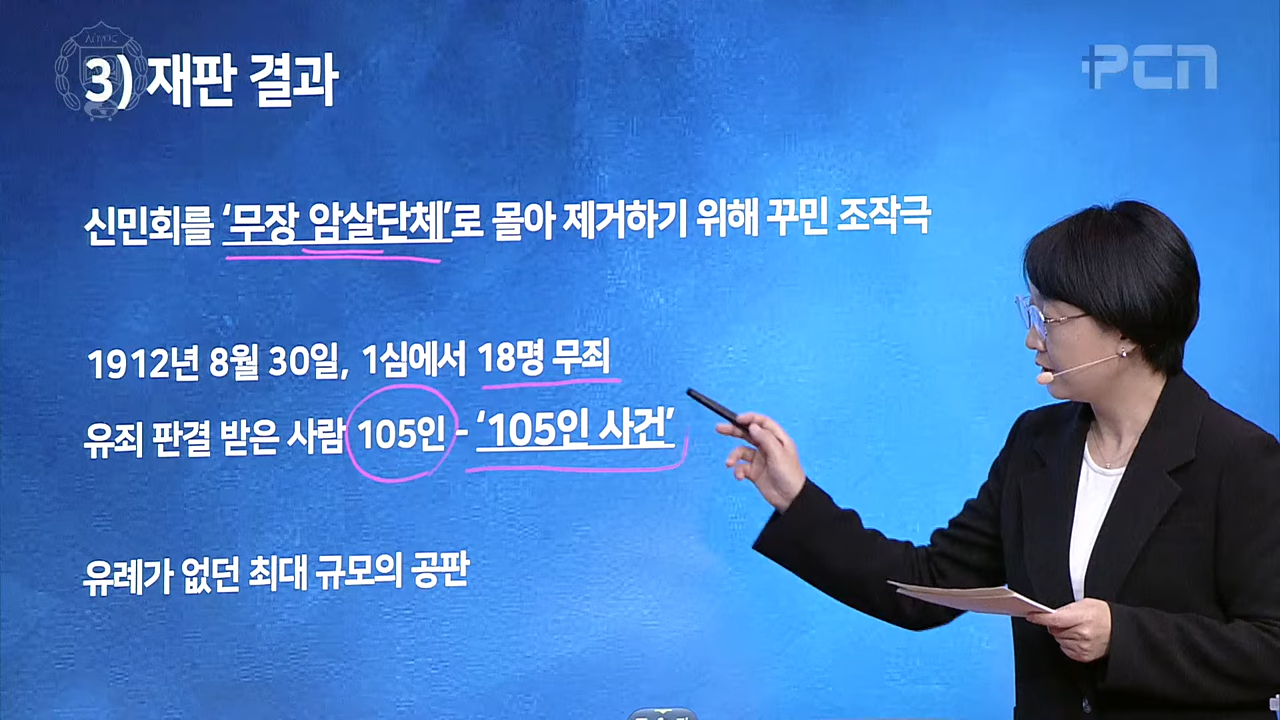 3) 재판 결과
PCN
신민회를 ‘무장 암살단체’로 몰아 제거하기 위해 꾸민 조작극
1912년 8월 30일, 1심에서 18명 무죄
유죄 판결 받은 사람 105인 - ‘105인 사건’
유례가 없던 최대 규모의 공판